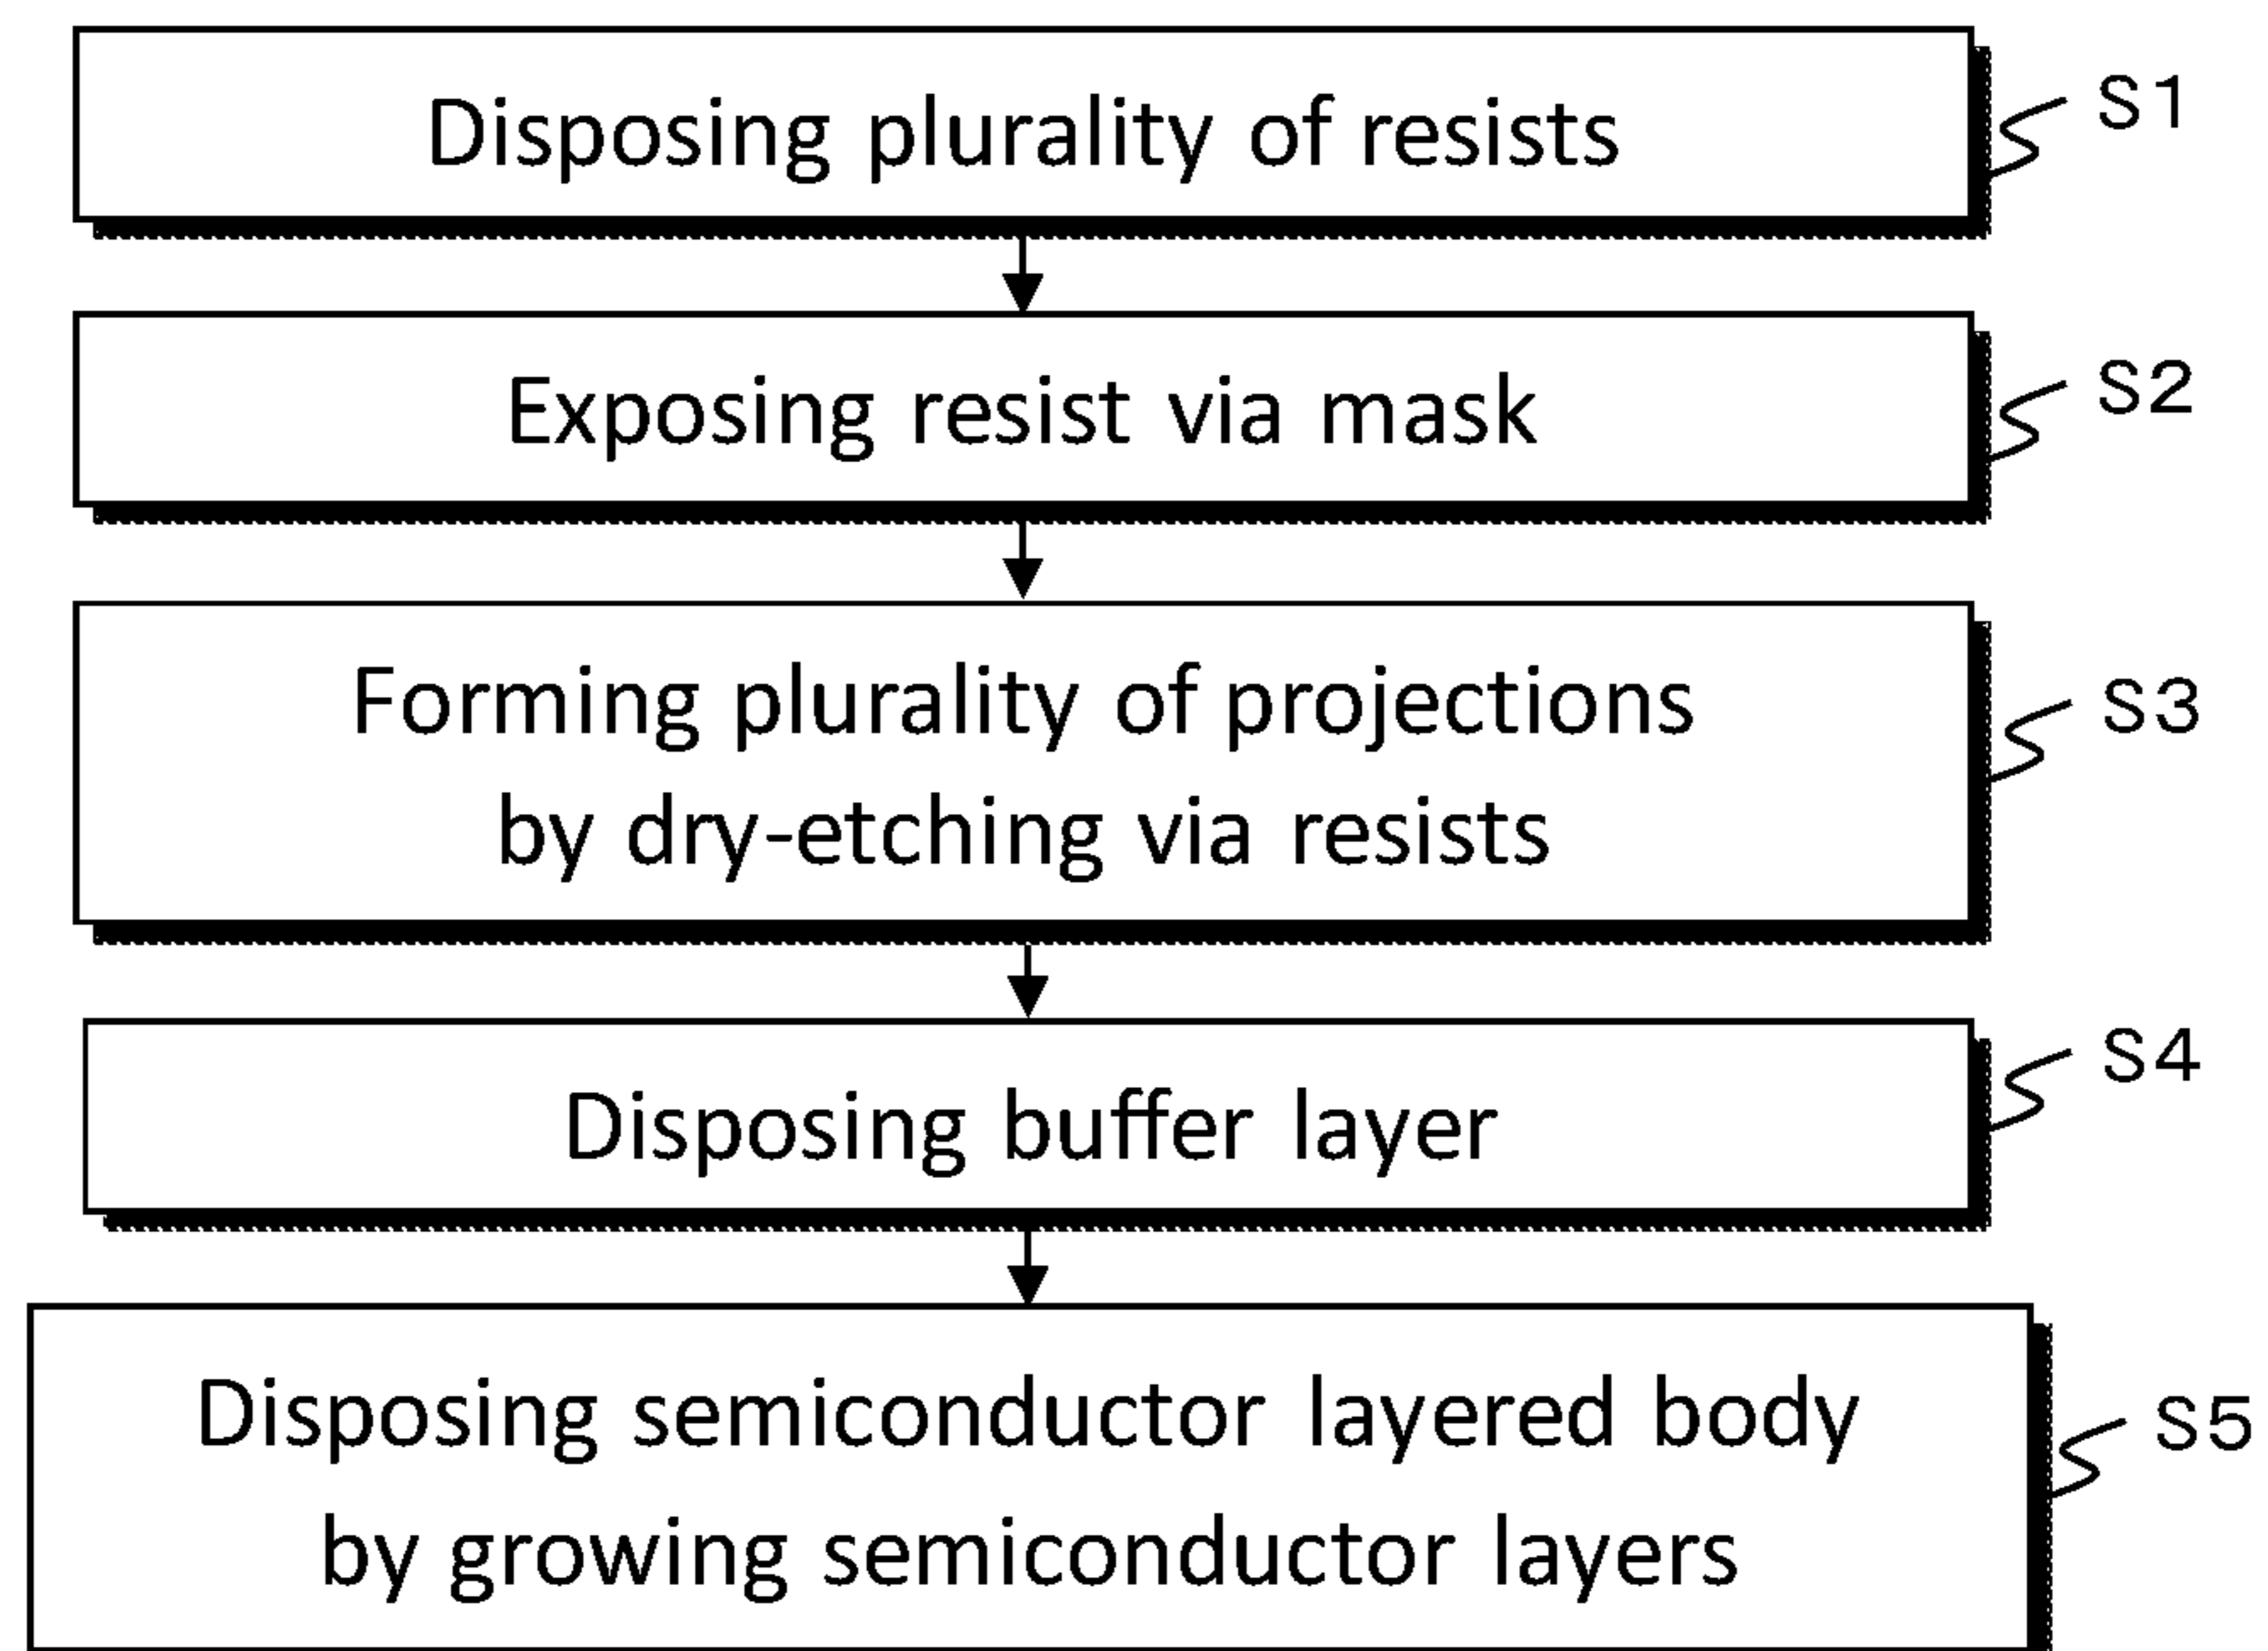 Disposing plurality of resists
S1
Exposing resist via mask
S2
Forming plurality of projections
by dry-etching via resists
S3
Disposing buffer layer
S4
Disposing semiconductor layered body
by growing semiconductor layers
S5